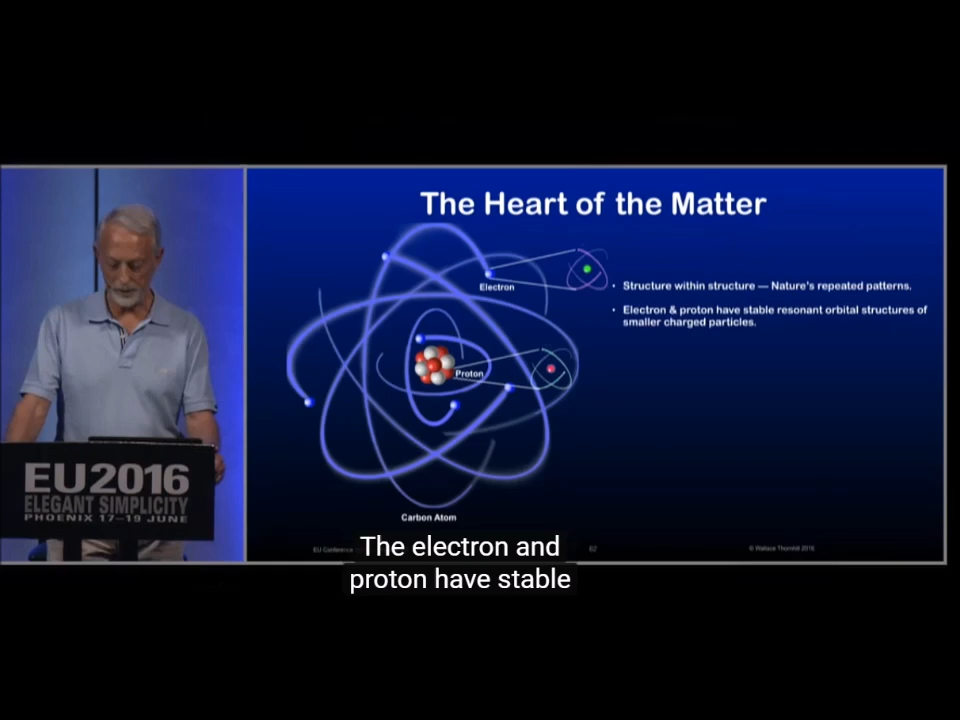 The Heart of the Matter
Electron
• Structure within structure — Nature's repeated patterns.
• Electron & proton have stable resonant orbital structures of
smaller charged particles.
Proton
Carbon Atom
EU2016
ELEGANT SIMPLICITY
PHOENIX 17–19 JUNE
EU Conference
62
© Wallace Thornhill 2016
The electron and
proton have stable